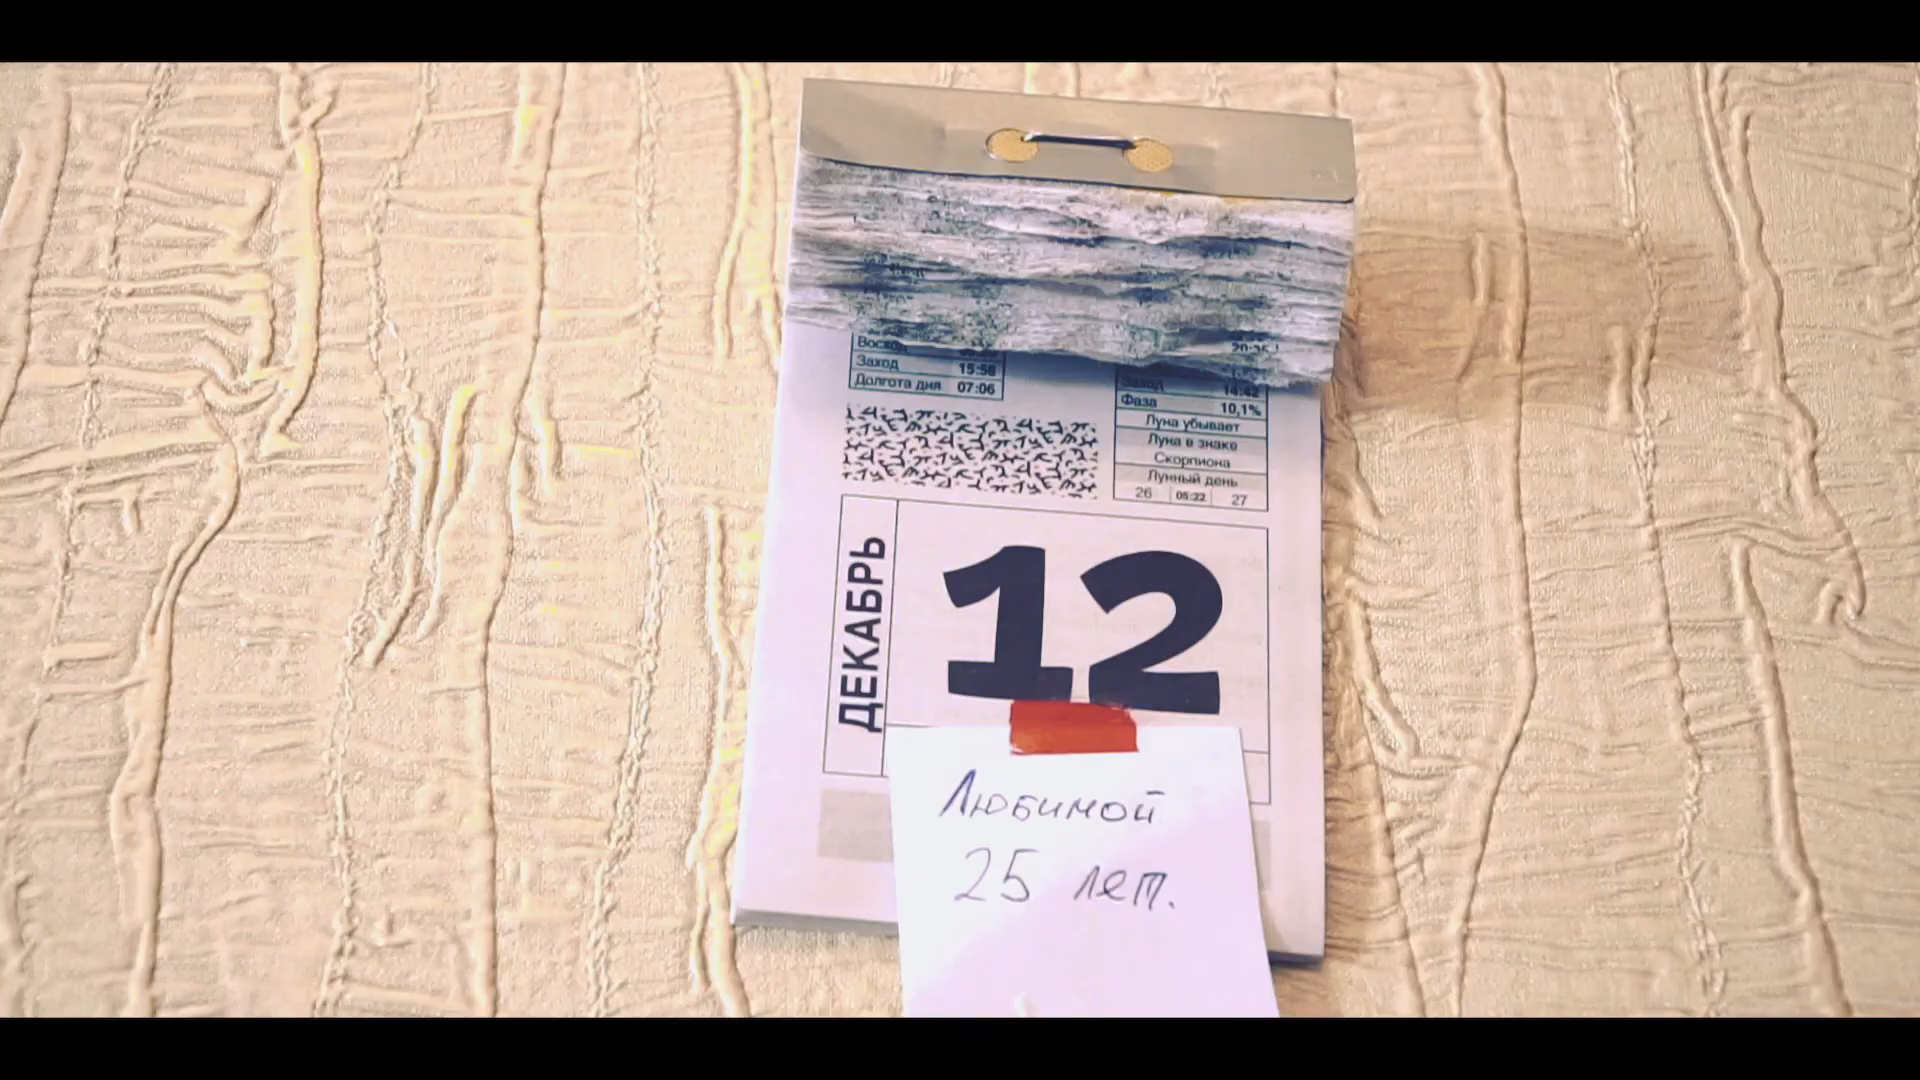 Восход
Заход 15:58
Долгота дня 07:06
Заход 14:42
Фаза 10,1%
Луна убывает
Луна в знаке
Скорпиона
Лунный день
26 05:22 27
ДЕКАБРЬ
12
Любимой
25 лет.